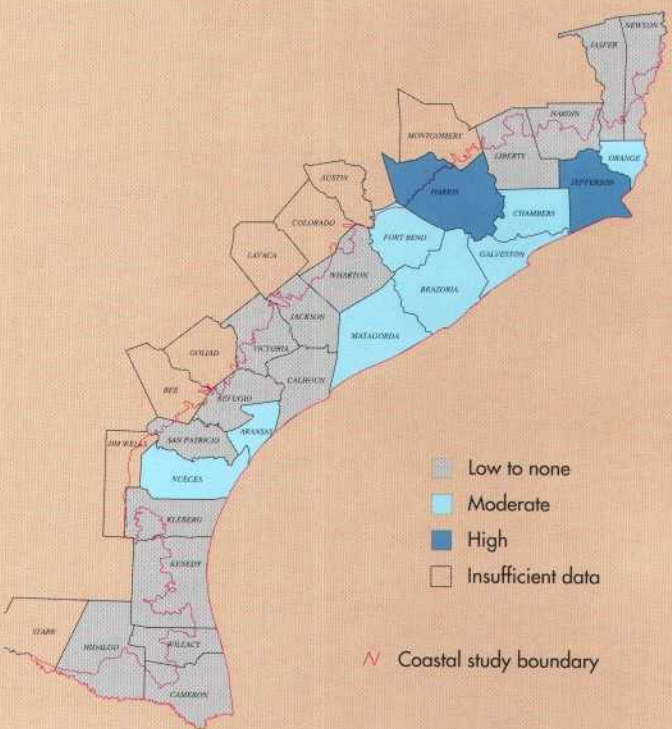 NEWTON
JASPER
HARDIN
MONTGOMERY
LIBERTY
ORANGE
AUSTIN
HARRIS
JEFFERSON
COLORADO
CHAMBERS
FORT BEND
LAVACA
GALVESTON
WHARTON
BRAZORIA
JACKSON
MATAGORDA
GOLIAD
VICTORIA
CALHOUN
BEE
REFUGIO
ARANSAS
JIM WELLS
SAN PATRICIO
NUECES
KLEBERG
KENEDY
STARR
HIDALGO
WILLACY
CAMERON
Low to none
Moderate
High
Insufficient data
Coastal study boundary